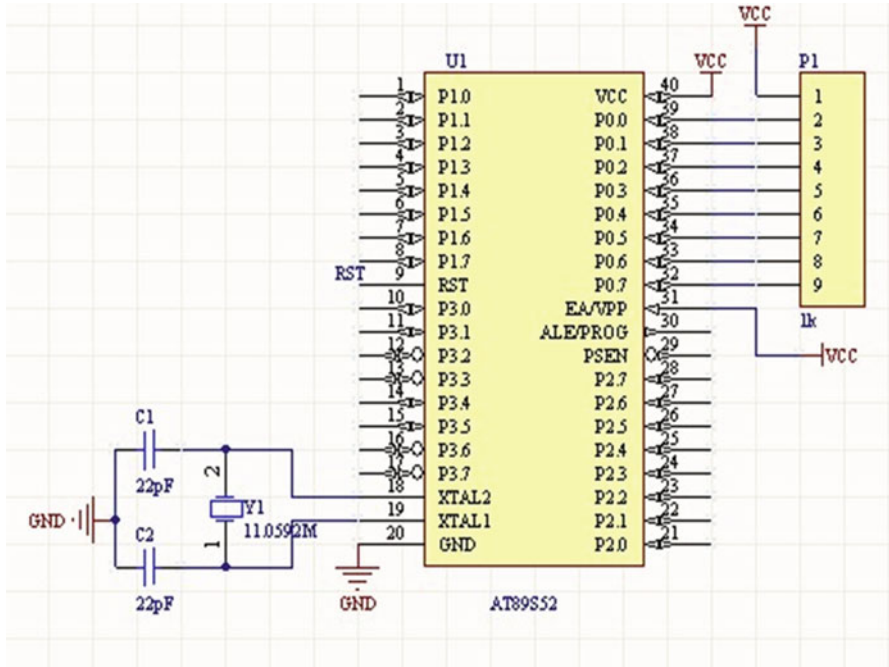 VCC
U1
VCC
P1
1 P1.0 VCC 40 1
2 P1.1 P0.0 39 2
3 P1.2 P0.1 38 3
4 P1.3 P0.2 37 4
5 P1.4 P0.3 36 5
6 P1.5 P0.4 35 6
7 P1.6 P0.5 34 7
8 P1.7 P0.6 33 8
RST 9 RST P0.7 32 9
10 P3.0 EA/VPP 31
1k
11 P3.1 ALE/PROG 30
12 P3.2 PSEN 29
VCC
13 P3.3 P2.7 28
14 P3.4 P2.6 27
15 P3.5 P2.5 26
16 P3.6 P2.4 25
17 P3.7 P2.3 24
18 XTAL2 P2.2 23
19 XTAL1 P2.1 22
20 GND P2.0 21
C1
22pF
2
Y1
11.0592M
1
GND
C2
22pF
GND
AT89S52